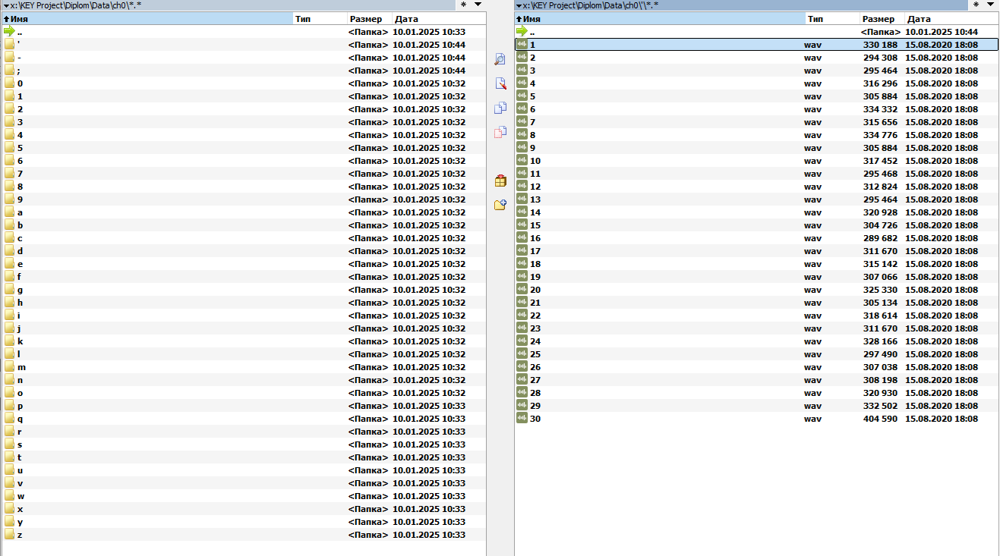 x:\KEY Project\Diplom\Data\ch0\*.*
Имя Тип Размер Дата
.. <Папка> 10.01.2025 10:33
' <Папка> 10.01.2025 10:44
- <Папка> 10.01.2025 10:44
; <Папка> 10.01.2025 10:44
0 <Папка> 10.01.2025 10:32
1 <Папка> 10.01.2025 10:32
2 <Папка> 10.01.2025 10:32
3 <Папка> 10.01.2025 10:32
4 <Папка> 10.01.2025 10:32
5 <Папка> 10.01.2025 10:32
6 <Папка> 10.01.2025 10:32
7 <Папка> 10.01.2025 10:32
8 <Папка> 10.01.2025 10:32
9 <Папка> 10.01.2025 10:32
a <Папка> 10.01.2025 10:32
b <Папка> 10.01.2025 10:32
c <Папка> 10.01.2025 10:32
d <Папка> 10.01.2025 10:32
e <Папка> 10.01.2025 10:32
f <Папка> 10.01.2025 10:32
g <Папка> 10.01.2025 10:32
h <Папка> 10.01.2025 10:32
i <Папка> 10.01.2025 10:32
j <Папка> 10.01.2025 10:32
k <Папка> 10.01.2025 10:32
l <Папка> 10.01.2025 10:32
m <Папка> 10.01.2025 10:32
n <Папка> 10.01.2025 10:32
o <Папка> 10.01.2025 10:32
p <Папка> 10.01.2025 10:33
q <Папка> 10.01.2025 10:33
r <Папка> 10.01.2025 10:33
s <Папка> 10.01.2025 10:33
t <Папка> 10.01.2025 10:33
u <Папка> 10.01.2025 10:33
v <Папка> 10.01.2025 10:33
w <Папка> 10.01.2025 10:33
x <Папка> 10.01.2025 10:33
y <Папка> 10.01.2025 10:33
z <Папка> 10.01.2025 10:33
x:\KEY Project\Diplom\Data\ch0\'\*.*
Имя Тип Размер Дата
.. <Папка> 10.01.2025 10:44
1 wav 330 188 15.08.2020 18:08
2 wav 294 308 15.08.2020 18:08
3 wav 295 464 15.08.2020 18:08
4 wav 316 296 15.08.2020 18:08
5 wav 305 884 15.08.2020 18:08
6 wav 334 332 15.08.2020 18:08
7 wav 315 656 15.08.2020 18:08
8 wav 334 776 15.08.2020 18:08
9 wav 305 884 15.08.2020 18:08
10 wav 317 452 15.08.2020 18:08
11 wav 295 468 15.08.2020 18:08
12 wav 312 824 15.08.2020 18:08
13 wav 295 464 15.08.2020 18:08
14 wav 320 928 15.08.2020 18:08
15 wav 304 726 15.08.2020 18:08
16 wav 289 682 15.08.2020 18:08
17 wav 311 670 15.08.2020 18:08
18 wav 315 142 15.08.2020 18:08
19 wav 307 066 15.08.2020 18:08
20 wav 325 330 15.08.2020 18:08
21 wav 305 134 15.08.2020 18:08
22 wav 318 614 15.08.2020 18:08
23 wav 311 670 15.08.2020 18:08
24 wav 328 166 15.08.2020 18:08
25 wav 297 490 15.08.2020 18:08
26 wav 307 038 15.08.2020 18:08
27 wav 308 198 15.08.2020 18:08
28 wav 320 930 15.08.2020 18:08
29 wav 332 502 15.08.2020 18:08
30 wav 404 590 15.08.2020 18:08